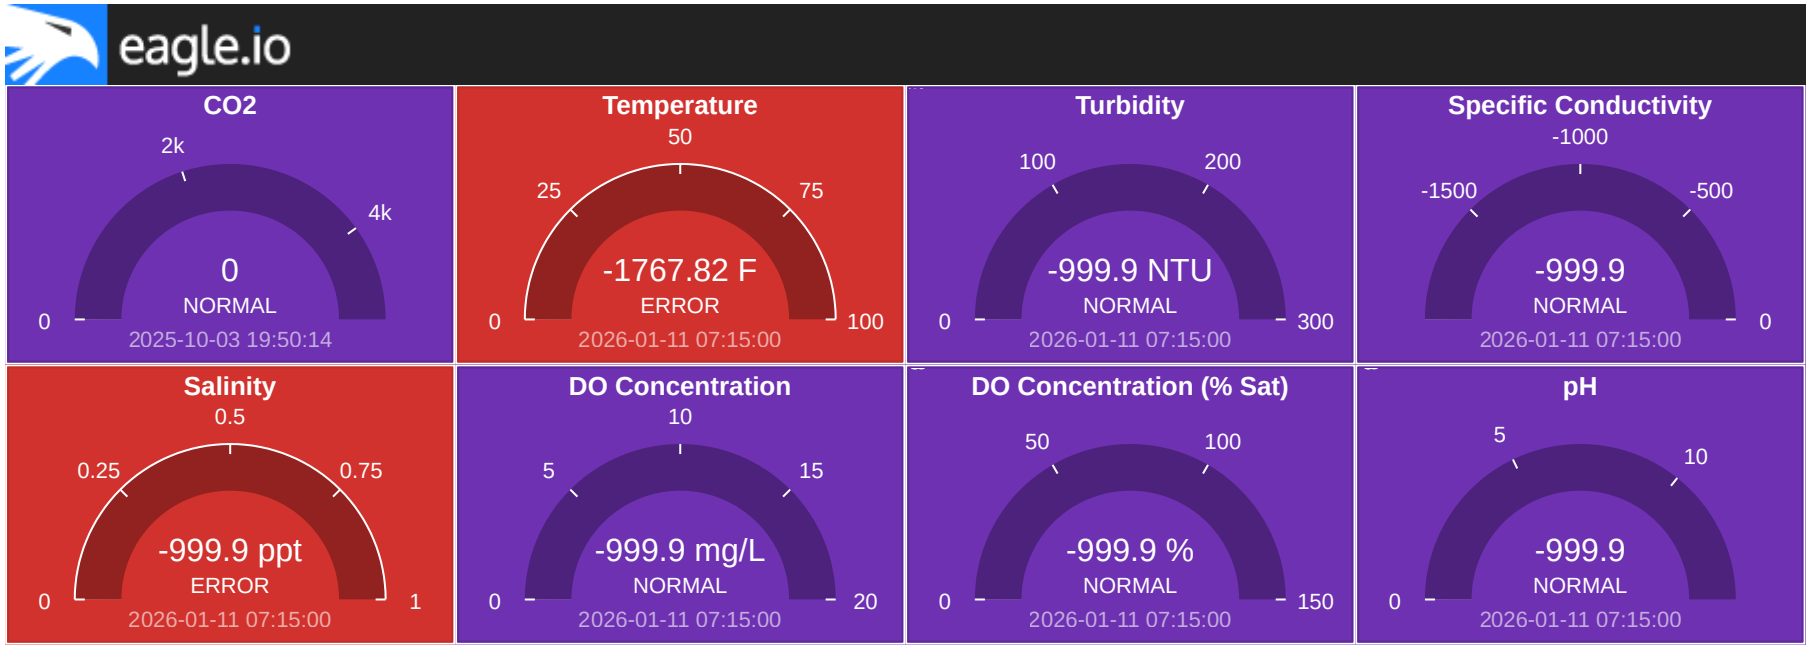 eagle.io
CO2
2k
4k
0
0
NORMAL
2025-10-03 19:50:14
Temperature
50
25
75
-1767.82 F
ERROR
0
100
2026-01-11 07:15:00
Turbidity
100
200
-999.9 NTU
NORMAL
0
300
2026-01-11 07:15:00
Specific Conductivity
-1000
-1500
-500
-999.9
NORMAL
0
2026-01-11 07:15:00
Salinity
0.5
0.25
0.75
-999.9 ppt
ERROR
0
1
2026-01-11 07:15:00
DO Concentration
10
5
15
-999.9 mg/L
NORMAL
0
20
2026-01-11 07:15:00
DO Concentration (% Sat)
50
100
-999.9 %
NORMAL
0
150
2026-01-11 07:15:00
pH
5
10
-999.9
NORMAL
0
2026-01-11 07:15:00